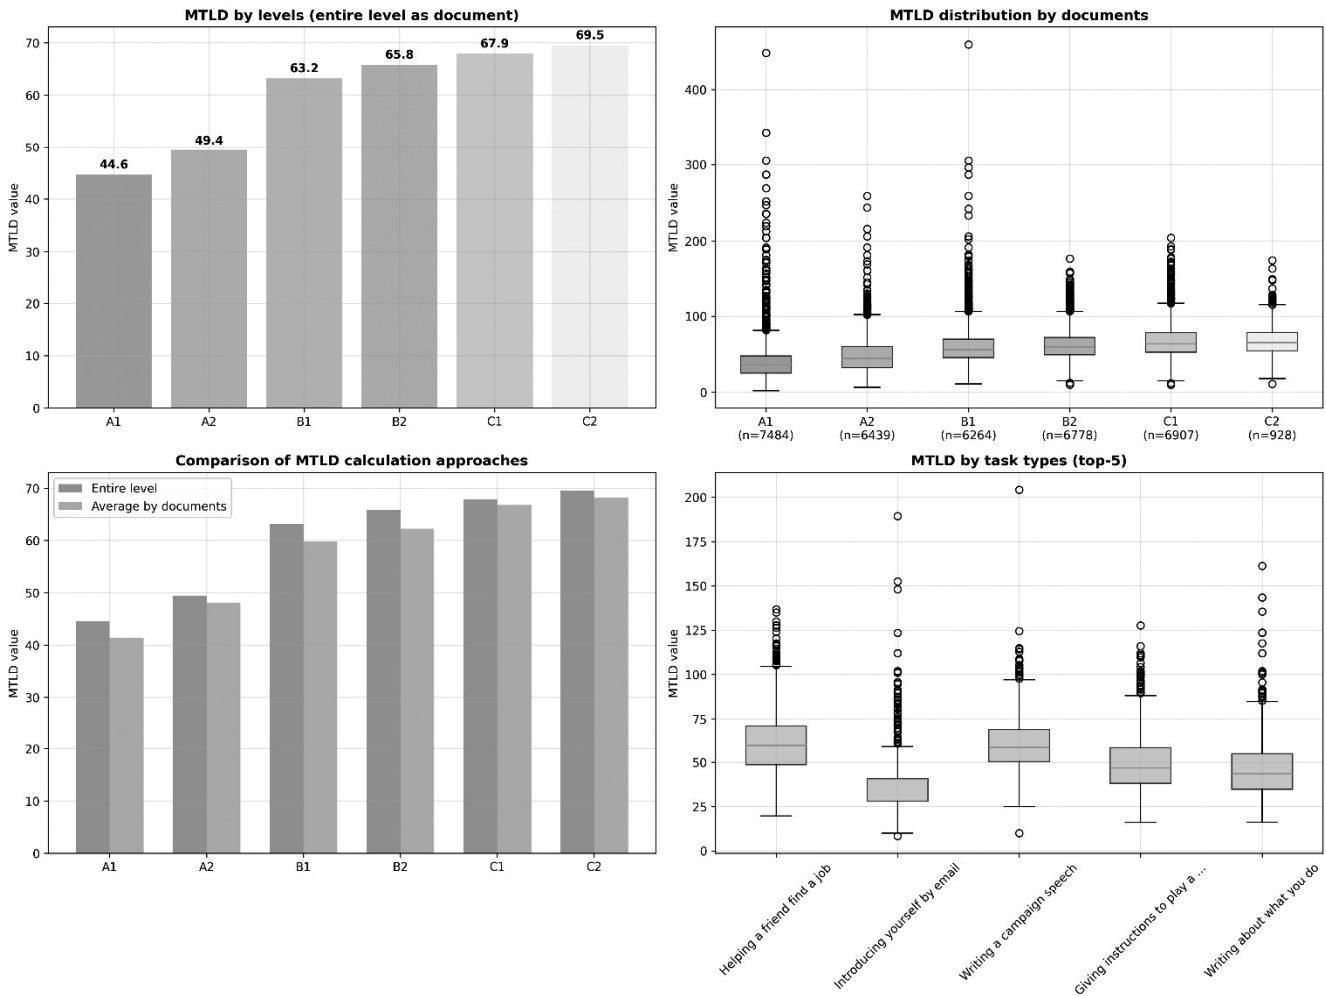 MTLD by levels (entire level as document)
MTLD value
70
60
50
40
30
20
10
0
44.6
49.4
63.2
65.8
67.9
69.5
A1
A2
B1
B2
C1
C2
MTLD distribution by documents
MTLD value
400
300
200
100
0
A1
(n=7484)
A2
(n=6439)
B1
(n=6264)
B2
(n=6778)
C1
(n=6907)
C2
(n=928)
Comparison of MTLD calculation approaches
Entire level
Average by documents
MTLD value
70
60
50
40
30
20
10
0
A1
A2
B1
B2
C1
C2
MTLD by task types (top-5)
MTLD value
200
175
150
125
100
75
50
25
0
Helping a friend find a job
Introducing yourself by email
Writing a campaign speech
Giving instructions to play a ...
Writing about what you do